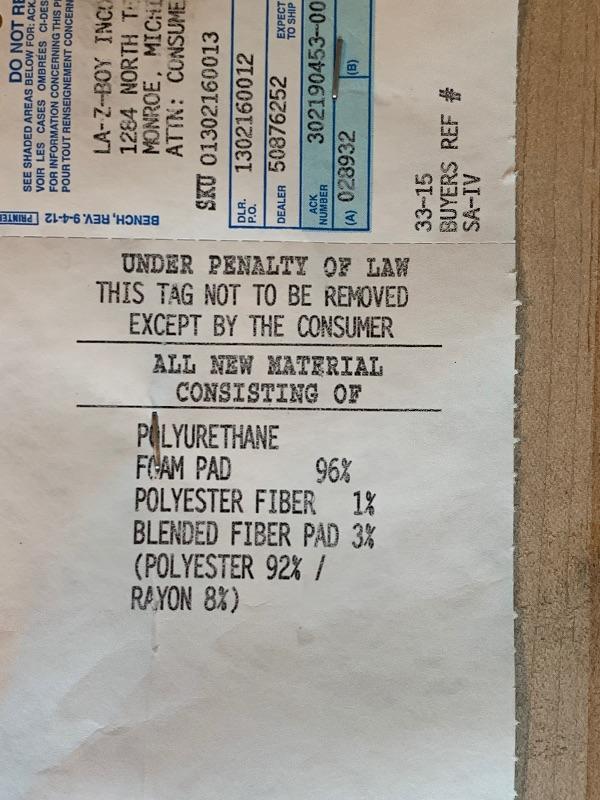 DO NOT RE
SEE SHADED AREAS BELOW FOR: ACK.
VOIR LES CASES OMBRÉES CI-DES
FOR INFORMATION CONCERNING THIS P
POUR TOUT RENSEIGNEMENT CONCERN
LA-Z-BOY INC
1284 NORTH T
MONROE, MICHI
ATTN: CONSUME
SKU 01302160013
DLR. P.O. 1302160012
DEALER 50876252
EXPECT
TO SHIP
ACK NUMBER
(A) 028932
302190453-00
(B)
PRINTE
BENCH, REV. 9-4-12
33-15
BUYERS REF #
SA-IV
UNDER PENALTY OF LAW
THIS TAG NOT TO BE REMOVED
EXCEPT BY THE CONSUMER
ALL NEW MATERIAL
CONSISTING OF
POLYURETHANE
FOAM PAD 96%
POLYESTER FIBER 1%
BLENDED FIBER PAD 3%
(POLYESTER 92% /
RAYON 8%)